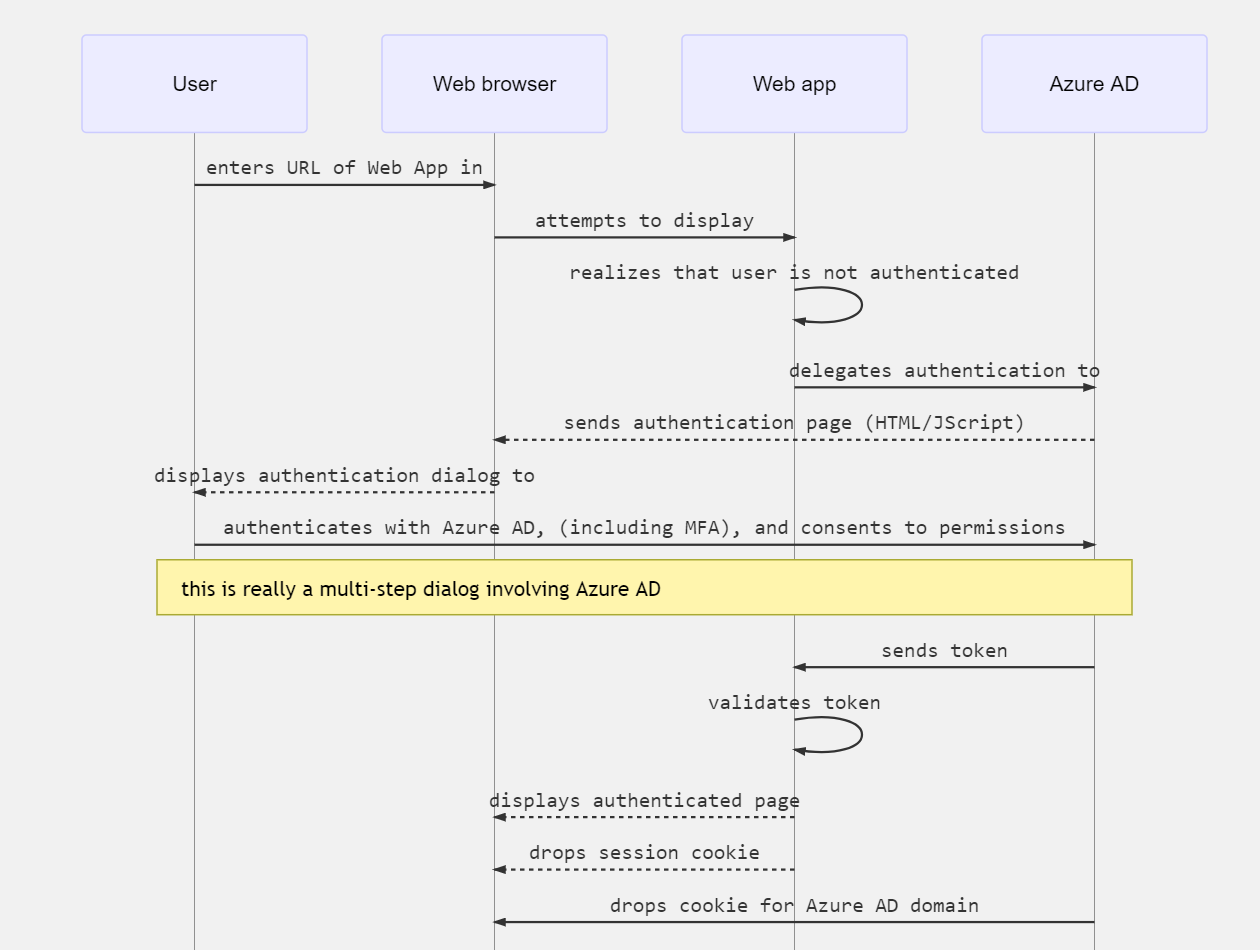 User
Web browser
Web app
Azure AD
enters URL of Web App in
attempts to display
realizes that user is not authenticated
delegates authentication to
sends authentication page (HTML/JScript)
displays authentication dialog to
authenticates with Azure AD, (including MFA), and consents to permissions
this is really a multi-step dialog involving Azure AD
sends token
validates token
displays authenticated page
drops session cookie
drops cookie for Azure AD domain